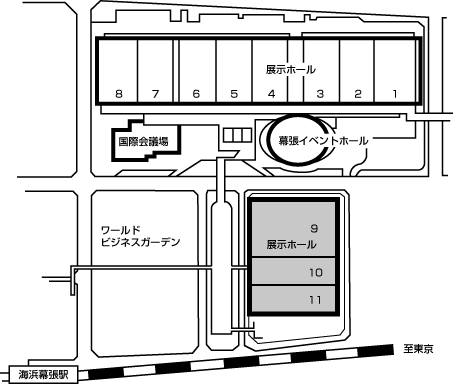 展示ホール
8 7 6 5 4 3 2 1
国際会議場
幕張イベントホール
ワールド
ビジネスガーデン
9
展示ホール
10
11
至東京
海浜幕張駅